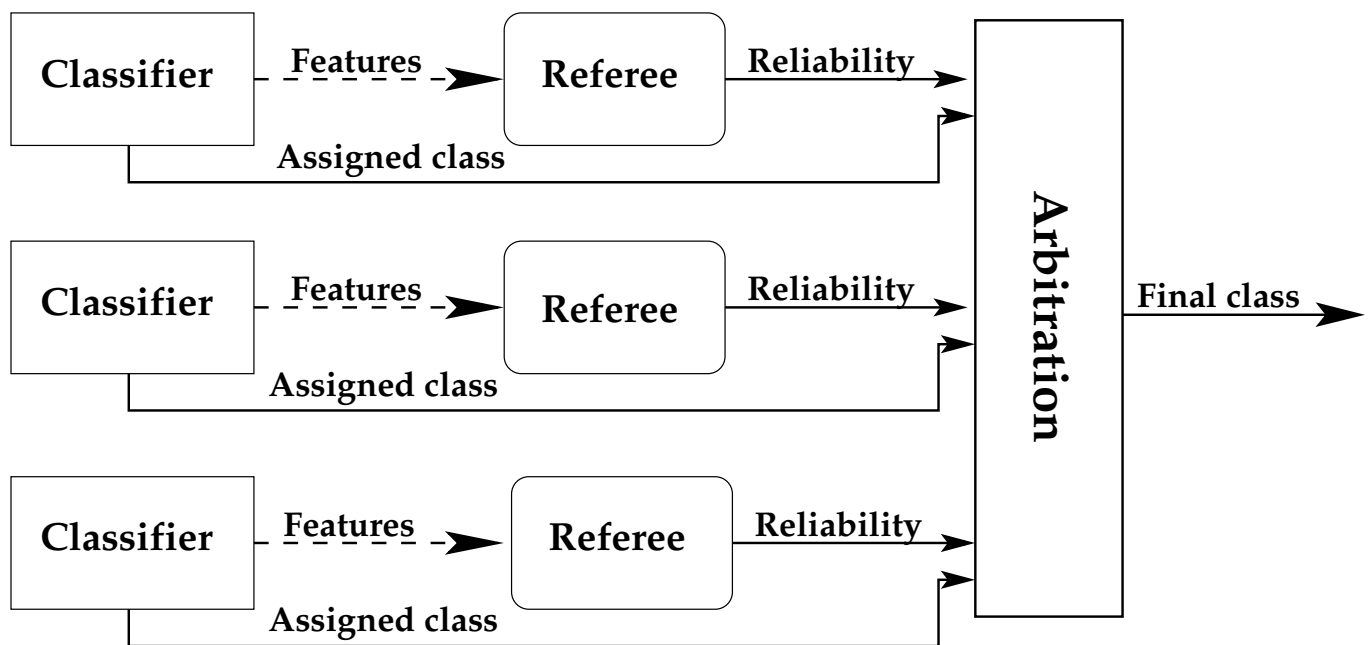 Classifier
Features
Referee
Reliability
Assigned class
Classifier
Features
Referee
Reliability
Assigned class
Classifier
Features
Referee
Reliability
Assigned class
Arbitration
Final class